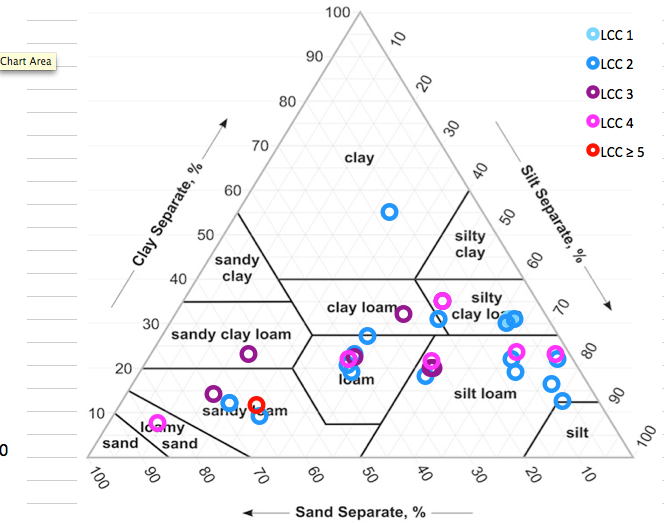 Chart Area
0
100
90
80
70
60
50
40
30
20
10
Clay Separate, %
10
20
30
40
50
60
70
80
90
100
Silt Separate, %
100
90
80
70
60
50
40
30
20
10
Sand Separate, %
clay
silty
clay
sandy
clay
clay loam
silty
clay loa
sandy clay loam
loam
silt loam
sandy loam
loamy
sand
sand
silt
LCC 1
LCC 2
LCC 3
LCC 4
LCC ≥ 5